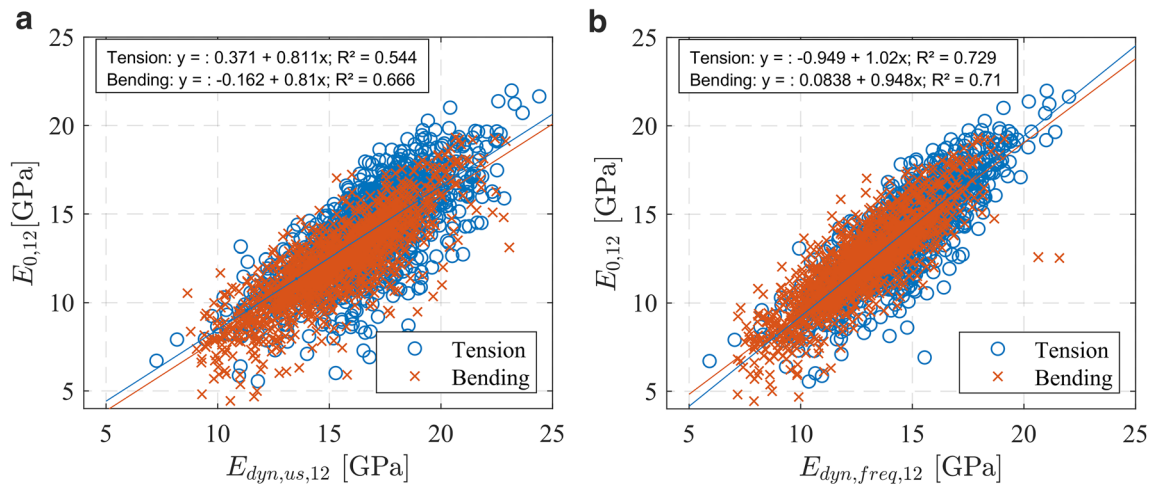 a
Tension: y = : 0.371 + 0.811x; R² = 0.544
Bending: y = : -0.162 + 0.81x; R² = 0.666
25
20
15
10
5
E0,12 [GPa]
5
10
15
20
25
Edyn,us,12 [GPa]
Tension
Bending
b
Tension: y = : -0.949 + 1.02x; R² = 0.729
Bending: y = : 0.0838 + 0.948x; R² = 0.71
25
20
15
10
5
E0,12 [GPa]
5
10
15
20
25
Edyn,freq,12 [GPa]
Tension
Bending